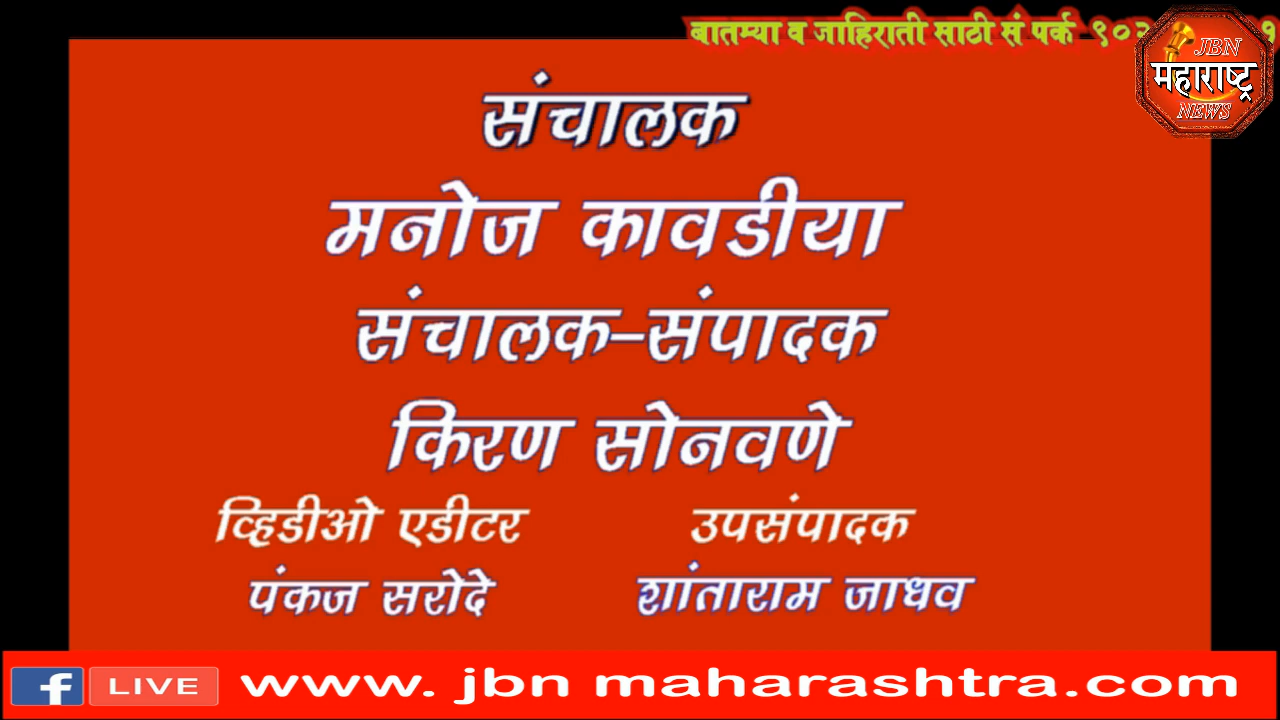 बातम्या व जाहिराती साठी सं पर्क
JBN
महाराष्ट्र
NEWS
संचालक
मनोज कावडीया
संचालक-संपादक
किरण सोनवणे
व्हिडीओ एडीटर उपसंपादक
पंकज सरोदे शांताराम जाधव
f LIVE www. jbn maharashtra.com